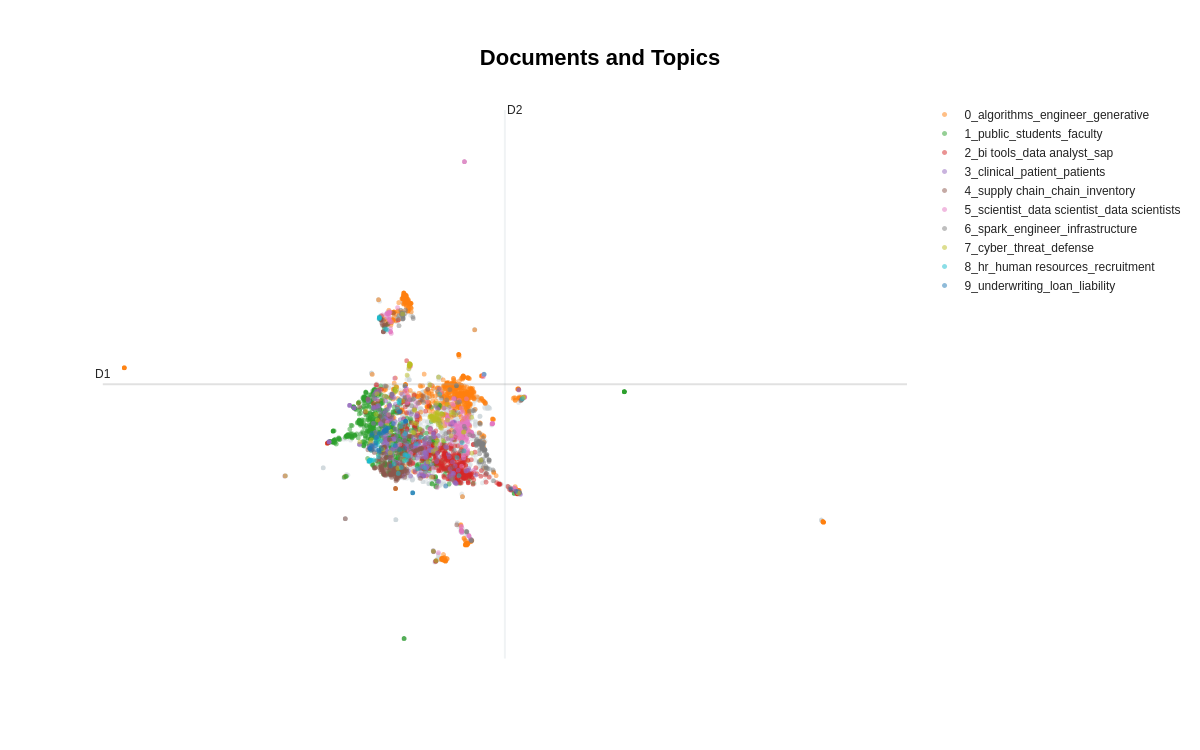 Documents and Topics
D2
D1
0_algorithms_engineer_generative
1_public_students_faculty
2_bi tools_data analyst_sap
3_clinical_patient_patients
4_supply chain_chain_inventory
5_scientist_data scientist_data scientists
6_spark_engineer_infrastructure
7_cyber_threat_defense
8_hr_human resources_recruitment
9_underwriting_loan_liability